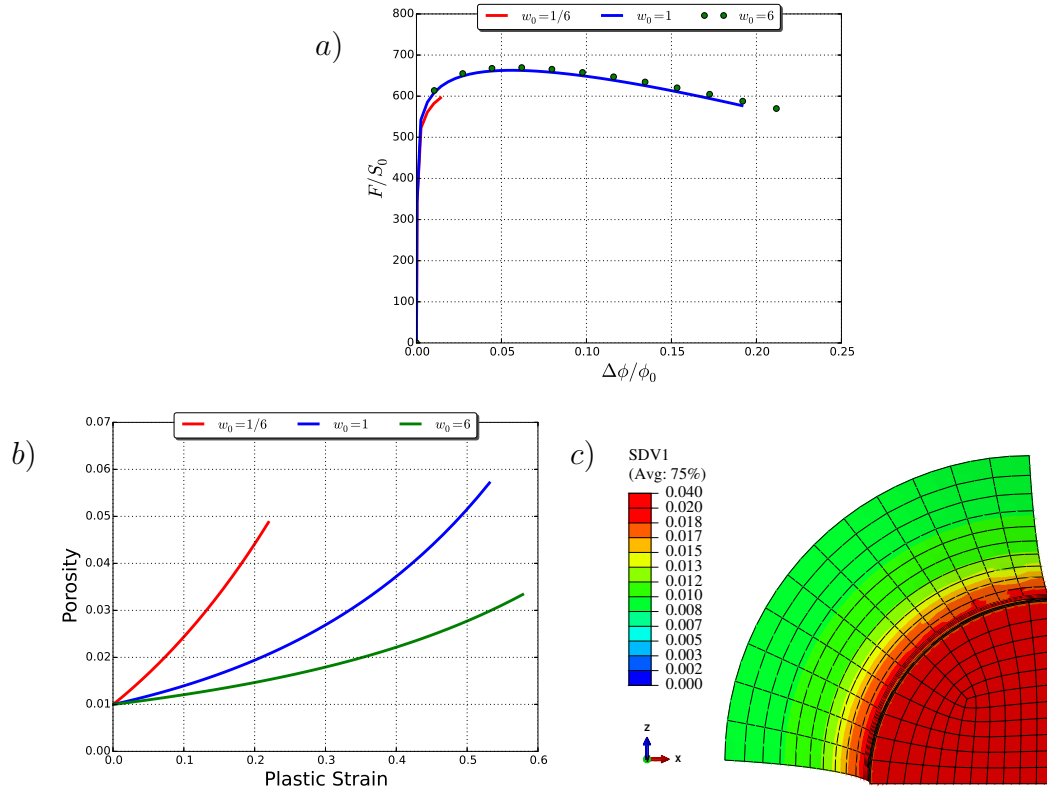 a)
w₀=1/6 w₀=1 w₀=6
800
700
600
500
400
300
200
100
0
F/S₀
0.00 0.05 0.10 0.15 0.20 0.25
Δϕ/ϕ₀
b)
w₀=1/6 w₀=1 w₀=6
0.07
0.06
0.05
0.04
0.03
0.02
0.01
0.00
Porosity
0.0 0.1 0.2 0.3 0.4 0.5 0.6
Plastic Strain
c)
SDV1
(Avg: 75%)
0.040
0.020
0.018
0.017
0.015
0.013
0.012
0.010
0.008
0.007
0.005
0.003
0.002
0.000
z
x